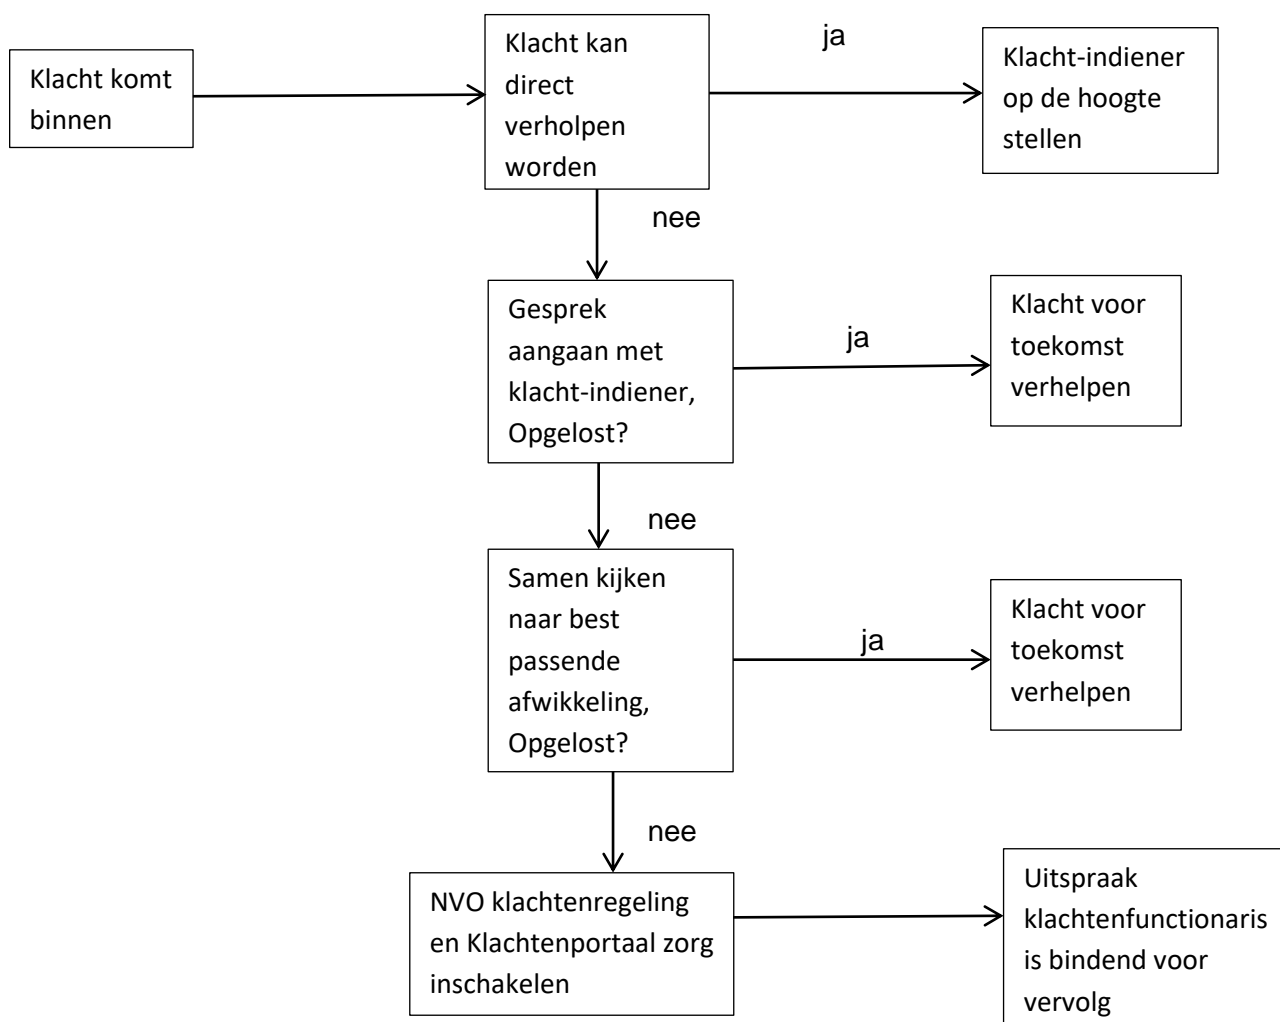 Klacht komt
binnen
Klacht kan
direct
verholpen
worden
ja
Klacht-indiener
op de hoogte
stellen
nee
Gesprek
aangaan met
klacht-indiener,
Opgelost?
ja
Klacht voor
toekomst
verhelpen
nee
Samen kijken
naar best
passende
afwikkeling,
Opgelost?
ja
Klacht voor
toekomst
verhelpen
nee
NVO klachtenregeling
en Klachtenportaal zorg
inschakelen
Uitspraak
klachtenfunctionaris
is bindend voor
vervolg